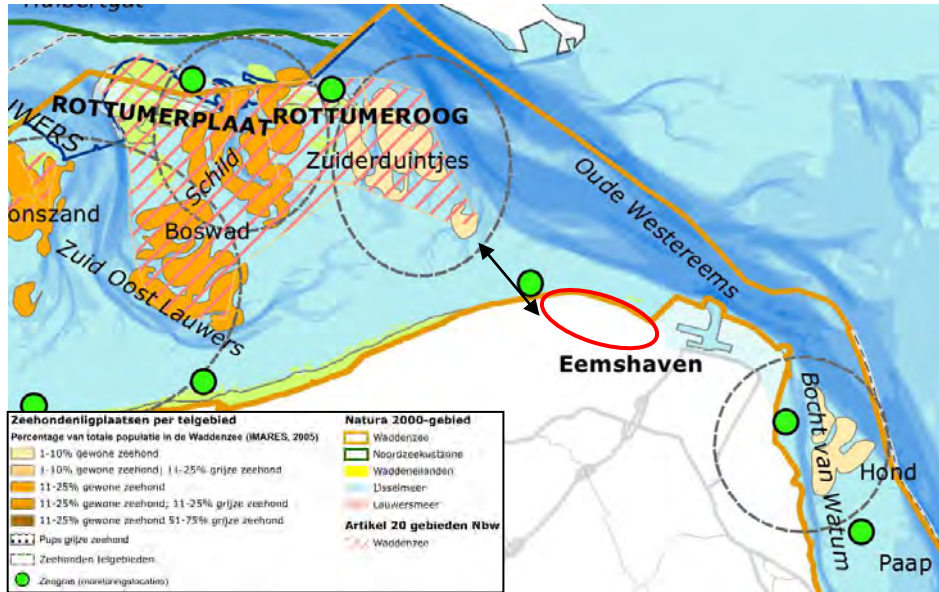 Huibertgat
ROTTUMERPLAAT
ROTTUMEROOG
UWERS
Zuiderduintjes
Schild
onszand
Boswad
Oude Westereems
Zuid Oost Lauwers
Eemshaven
Bocht van Watum
Hond
Paap
Zeehondenligplaatsen per telgebied
Percentage van totale populatie in de Waddenzee (IMARES, 2005)
1-10% gewone zeehond
1-10% gewone zeehond; 11-25% grijze zeehond
11-25% gewone zeehond
11-25% gewone zeehond; 11-25% grijze zeehond
11-25% gewone zeehond 51-75% grijze zeehond
Pups grijze zeehond
Zeehonden telgebieden
Zeegras (monitoringslocaties)
Natura 2000-gebied
Waddenzee
Noordzeekustzone
Waddeneilanden
IJsselmeer
Lauwersmeer
Artikel 20 gebieden Nbw
Waddenzee